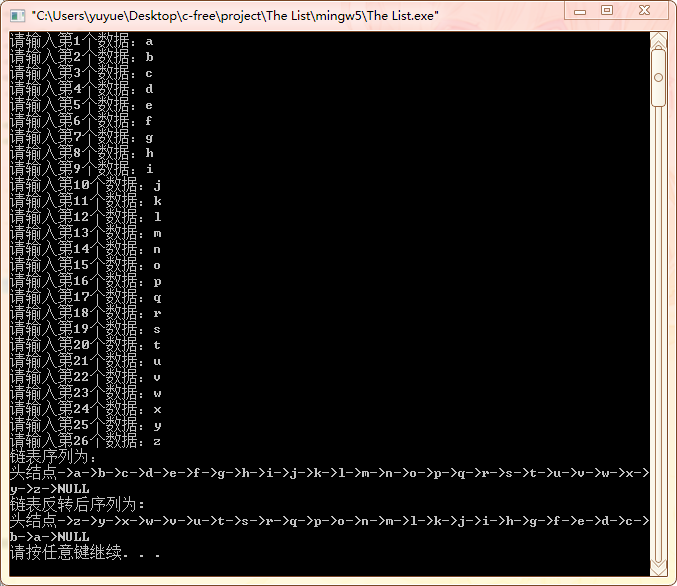 "C:\Users\yuyue\Desktop\c-free\project\The List\mingw5\The List.exe"
请输入第1个数据：a
请输入第2个数据：b
请输入第3个数据：c
请输入第4个数据：d
请输入第5个数据：e
请输入第6个数据：f
请输入第7个数据：g
请输入第8个数据：h
请输入第9个数据：i
请输入第10个数据：j
请输入第11个数据：k
请输入第12个数据：l
请输入第13个数据：m
请输入第14个数据：n
请输入第15个数据：o
请输入第16个数据：p
请输入第17个数据：q
请输入第18个数据：r
请输入第19个数据：s
请输入第20个数据：t
请输入第21个数据：u
请输入第22个数据：v
请输入第23个数据：w
请输入第24个数据：x
请输入第25个数据：y
请输入第26个数据：z
链表序列为：
头结点->a->b->c->d->e->f->g->h->i->j->k->l->m->n->o->p->q->r->s->t->u->v->w->x->
y->z->NULL
链表反转后序列为：
头结点->z->y->x->w->v->u->t->s->r->q->p->o->n->m->l->k->j->i->h->g->f->e->d->c->
b->a->NULL
请按任意键继续. . .